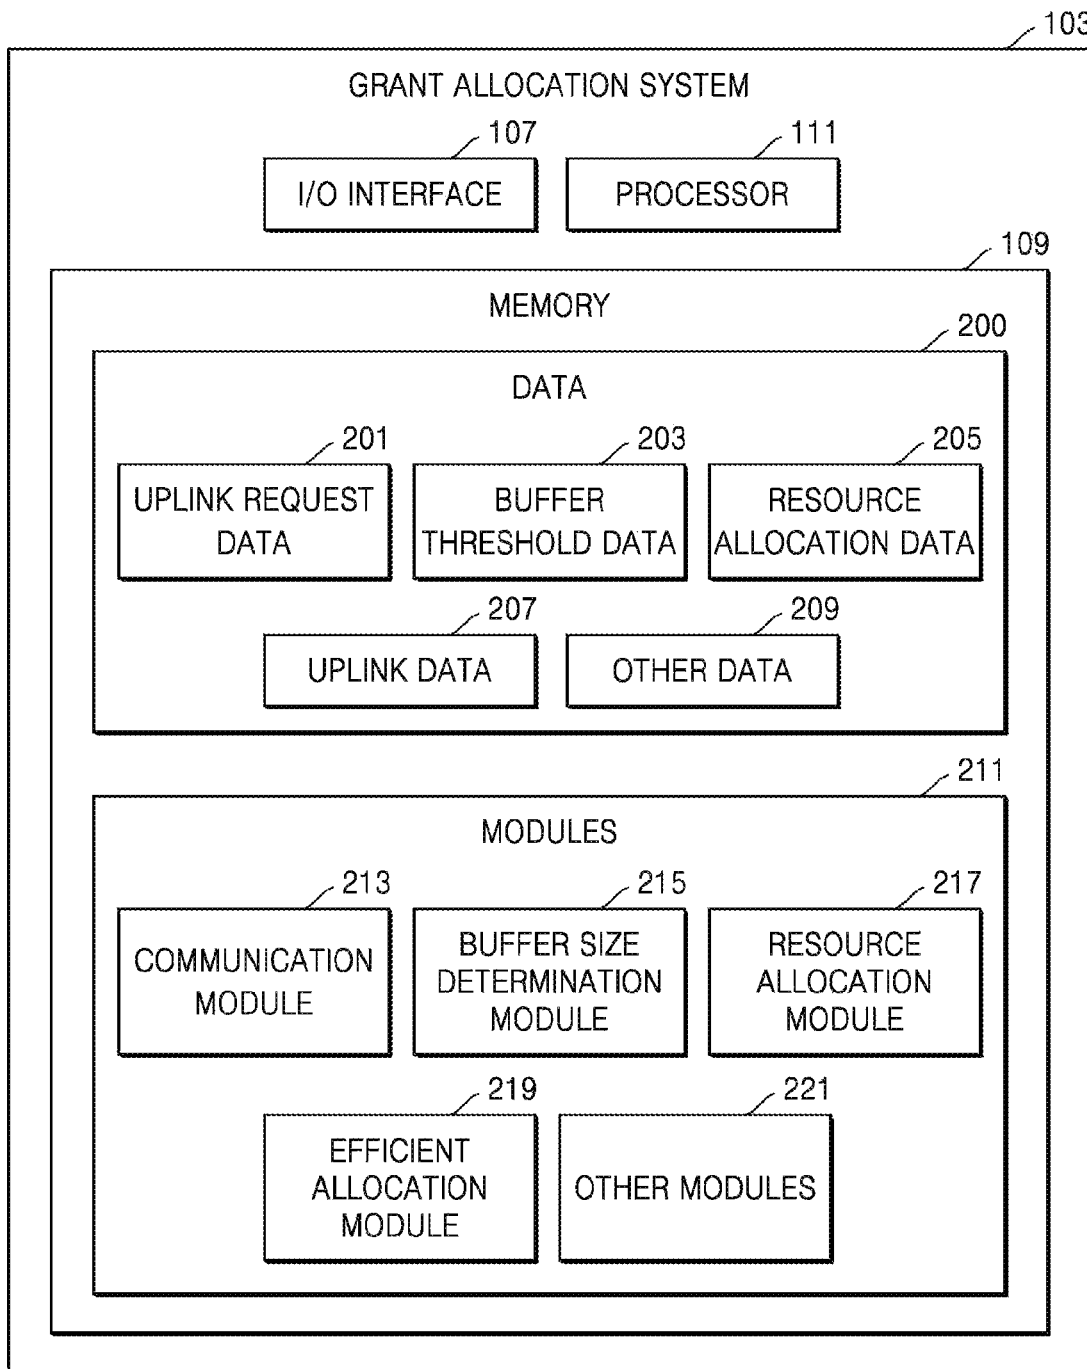 103
GRANT ALLOCATION SYSTEM
107
111
I/O INTERFACE
PROCESSOR
109
MEMORY
200
DATA
201
203
205
UPLINK REQUEST
DATA
BUFFER
THRESHOLD DATA
RESOURCE
ALLOCATION DATA
207
209
UPLINK DATA
OTHER DATA
211
MODULES
213
215
217
COMMUNICATION
MODULE
BUFFER SIZE
DETERMINATION
MODULE
RESOURCE
ALLOCATION
MODULE
219
221
EFFICIENT
ALLOCATION
MODULE
OTHER MODULES